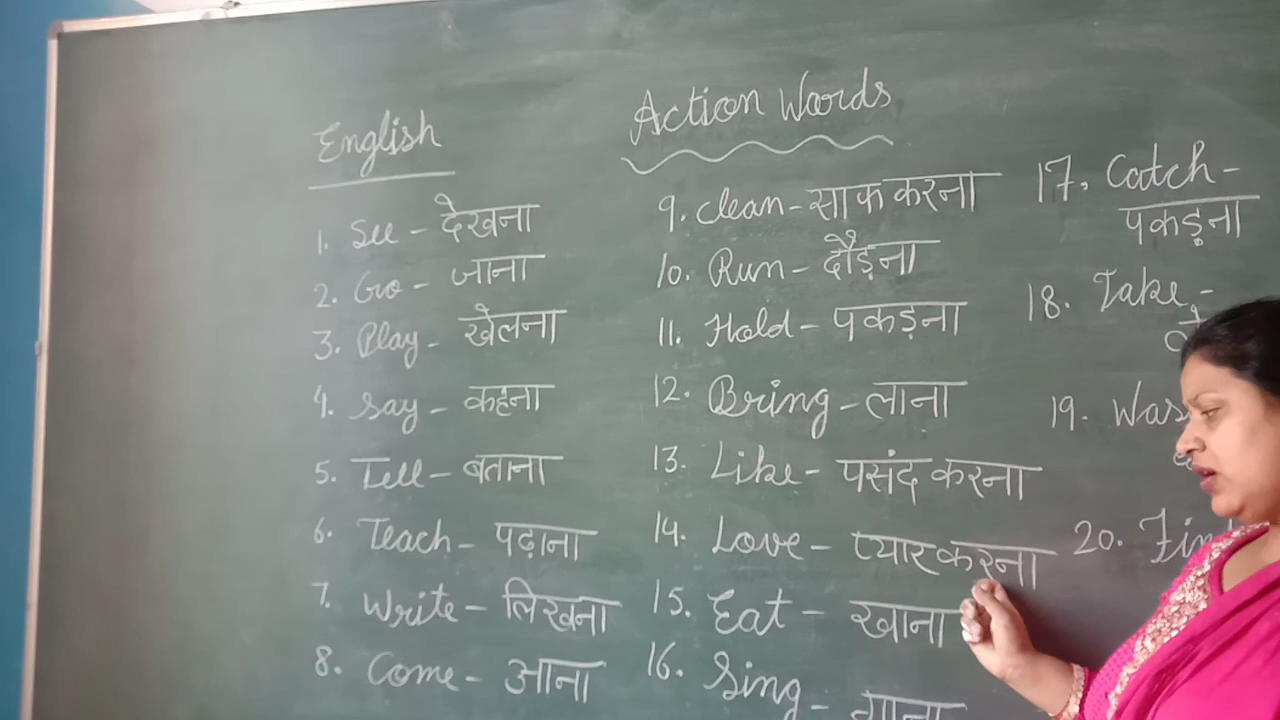 Action Words
English
1. See - देखना
2. Go - जाना
3. Play - खेलना
4. Say - कहना
5. Tell - बताना
6. Teach - पढ़ाना
7. Write - लिखना
8. Come - आना
9. Clean - साफ करना
10. Run - दौड़ना
11. Hold - पकड़ना
12. Bring - लाना
13. Like - पसंद करना
14. Love - प्यार करना
15. Eat - खाना
16. Sing - गाना
17. Catch -
पकड़ना
18. Take -
19.
20.